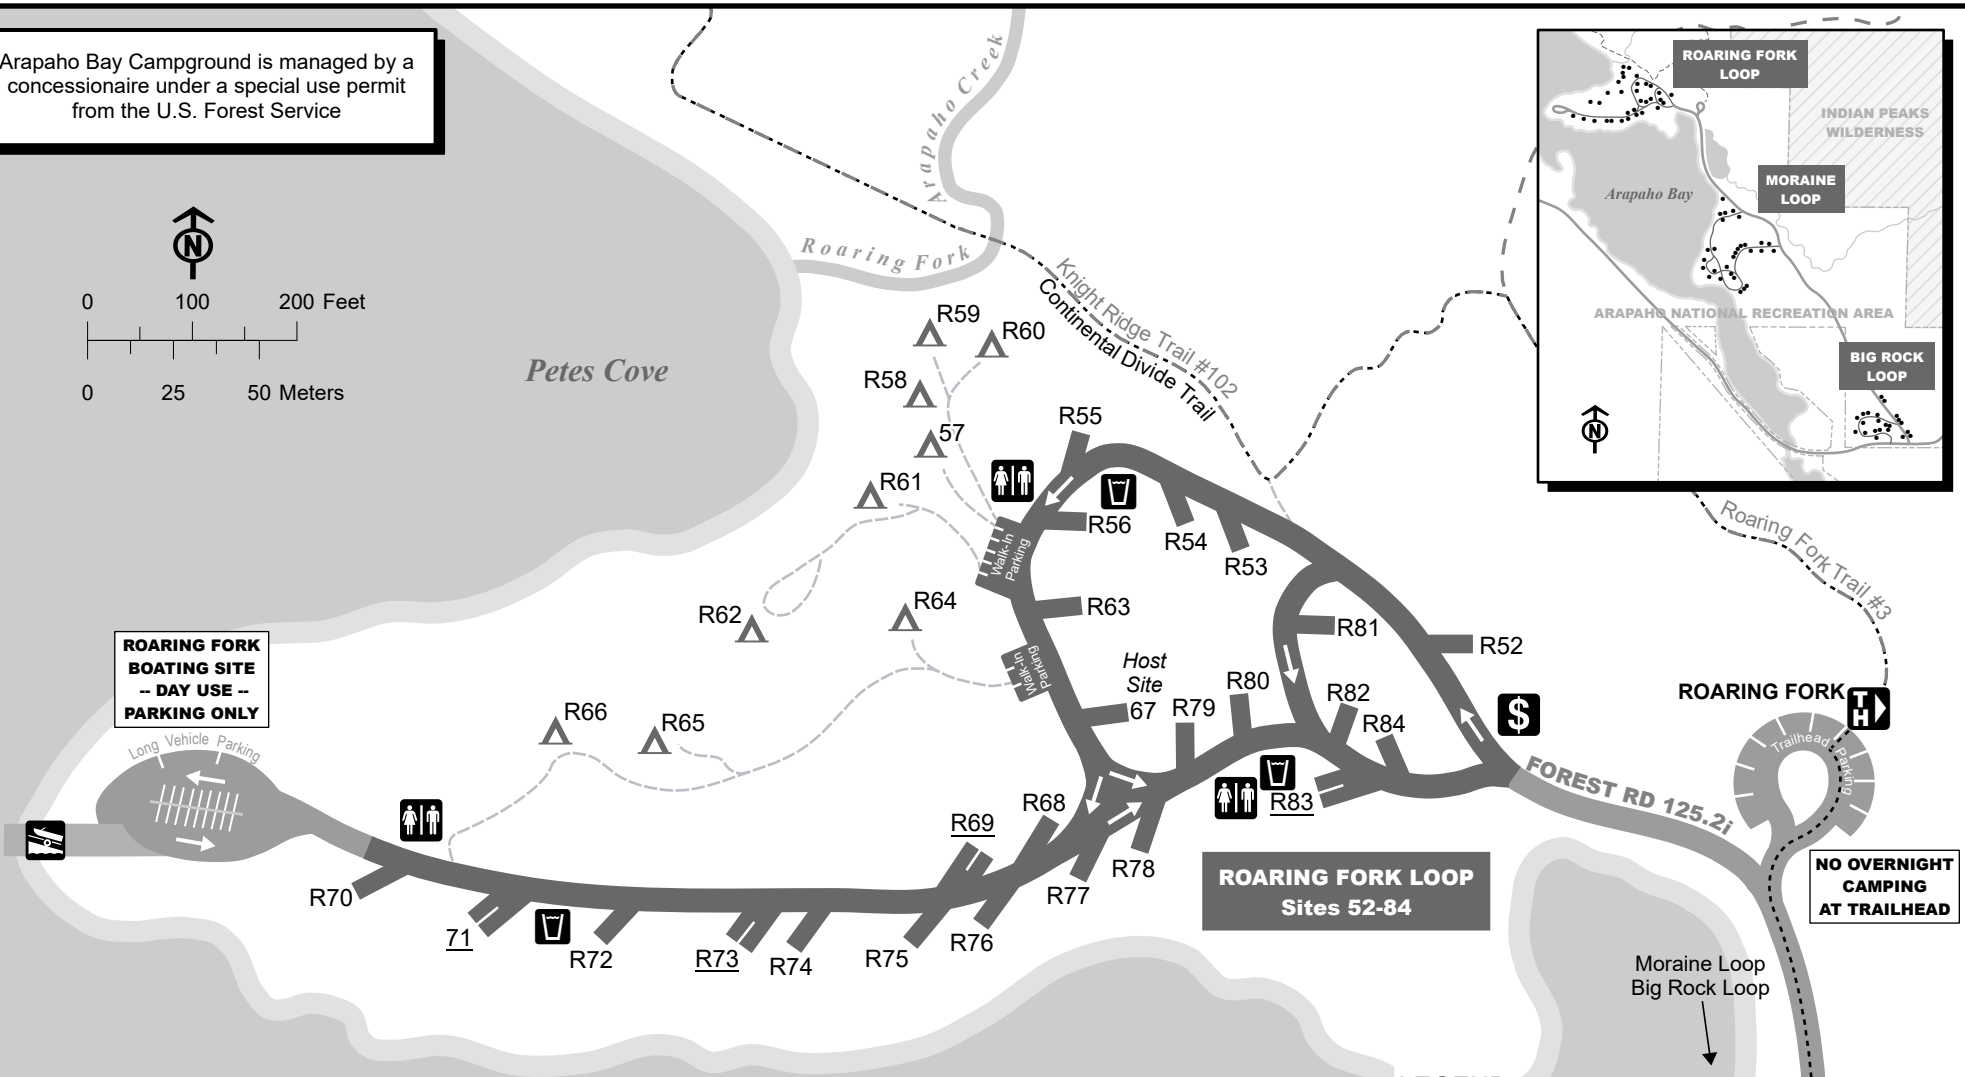 Arapaho Bay Campground is managed by a
concessionaire under a special use permit
from the U.S. Forest Service
N
0 100 200 Feet
0 25 50 Meters
Petes Cove
Arapaho Creek
Roaring Fork
Knight Ridge Trail #102
Continental Divide Trail
ROARING FORK
LOOP
INDIAN PEAKS
WILDERNESS
MORAINE
LOOP
Arapaho Bay
ARAPAHO NATIONAL RECREATION AREA
BIG ROCK
LOOP
N
R59
R60
R58
57
R61
R55
R56
R54
R53
Walk-In
Parking
R62
R64
R63
R81
R52
Walk-In
Parking
Host
Site
67
R79
R80
R82
R84
R83
$
R66
R65
ROARING FORK
BOATING SITE
-- DAY USE --
PARKING ONLY
Long Vehicle Parking
R68
R69
R70
71
R72
R73
R74
R75
R76
R77
R78
ROARING FORK LOOP
Sites 52-84
FOREST RD 125.2i
Roaring Fork Trail #3
ROARING FORK
TH
Trailhead Parking
NO OVERNIGHT
CAMPING
AT TRAILHEAD
Moraine Loop
Big Rock Loop